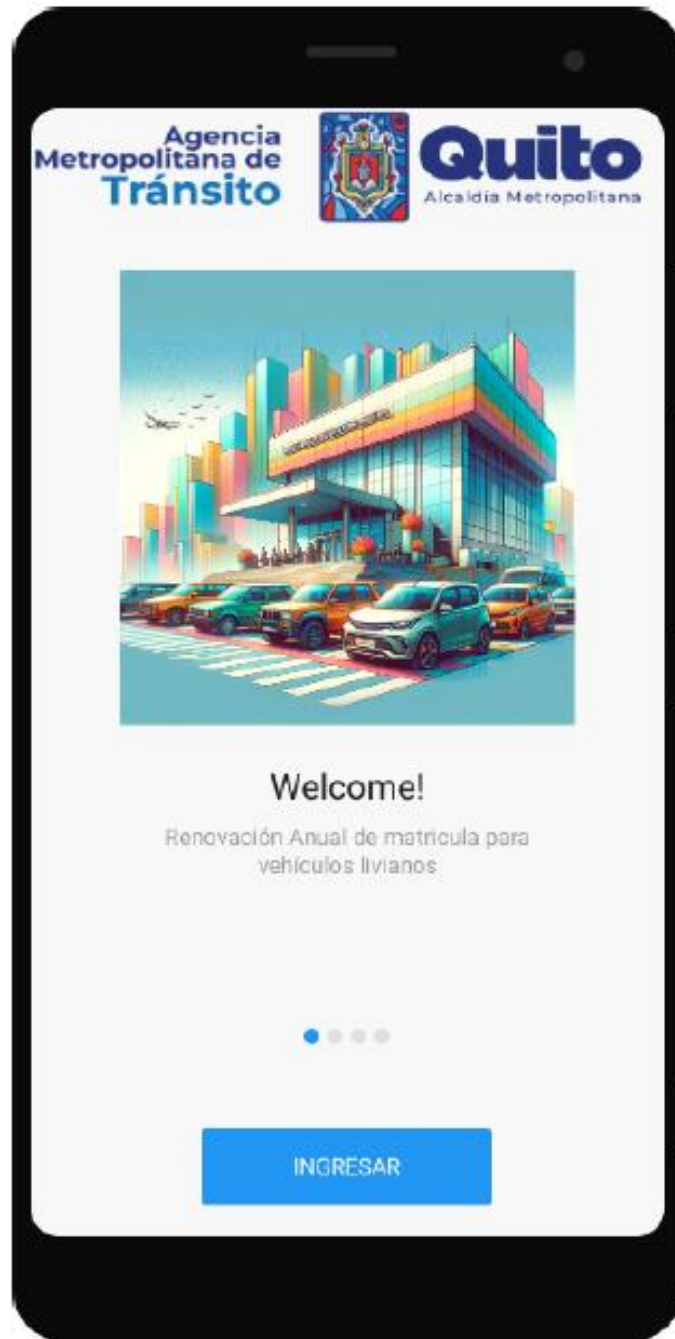 Agencia
Metropolitana de
Tránsito
Quito
Alcaldía Metropolitana
Welcome!
Renovación Anual de matricula para
vehículos livianos
INGRESAR